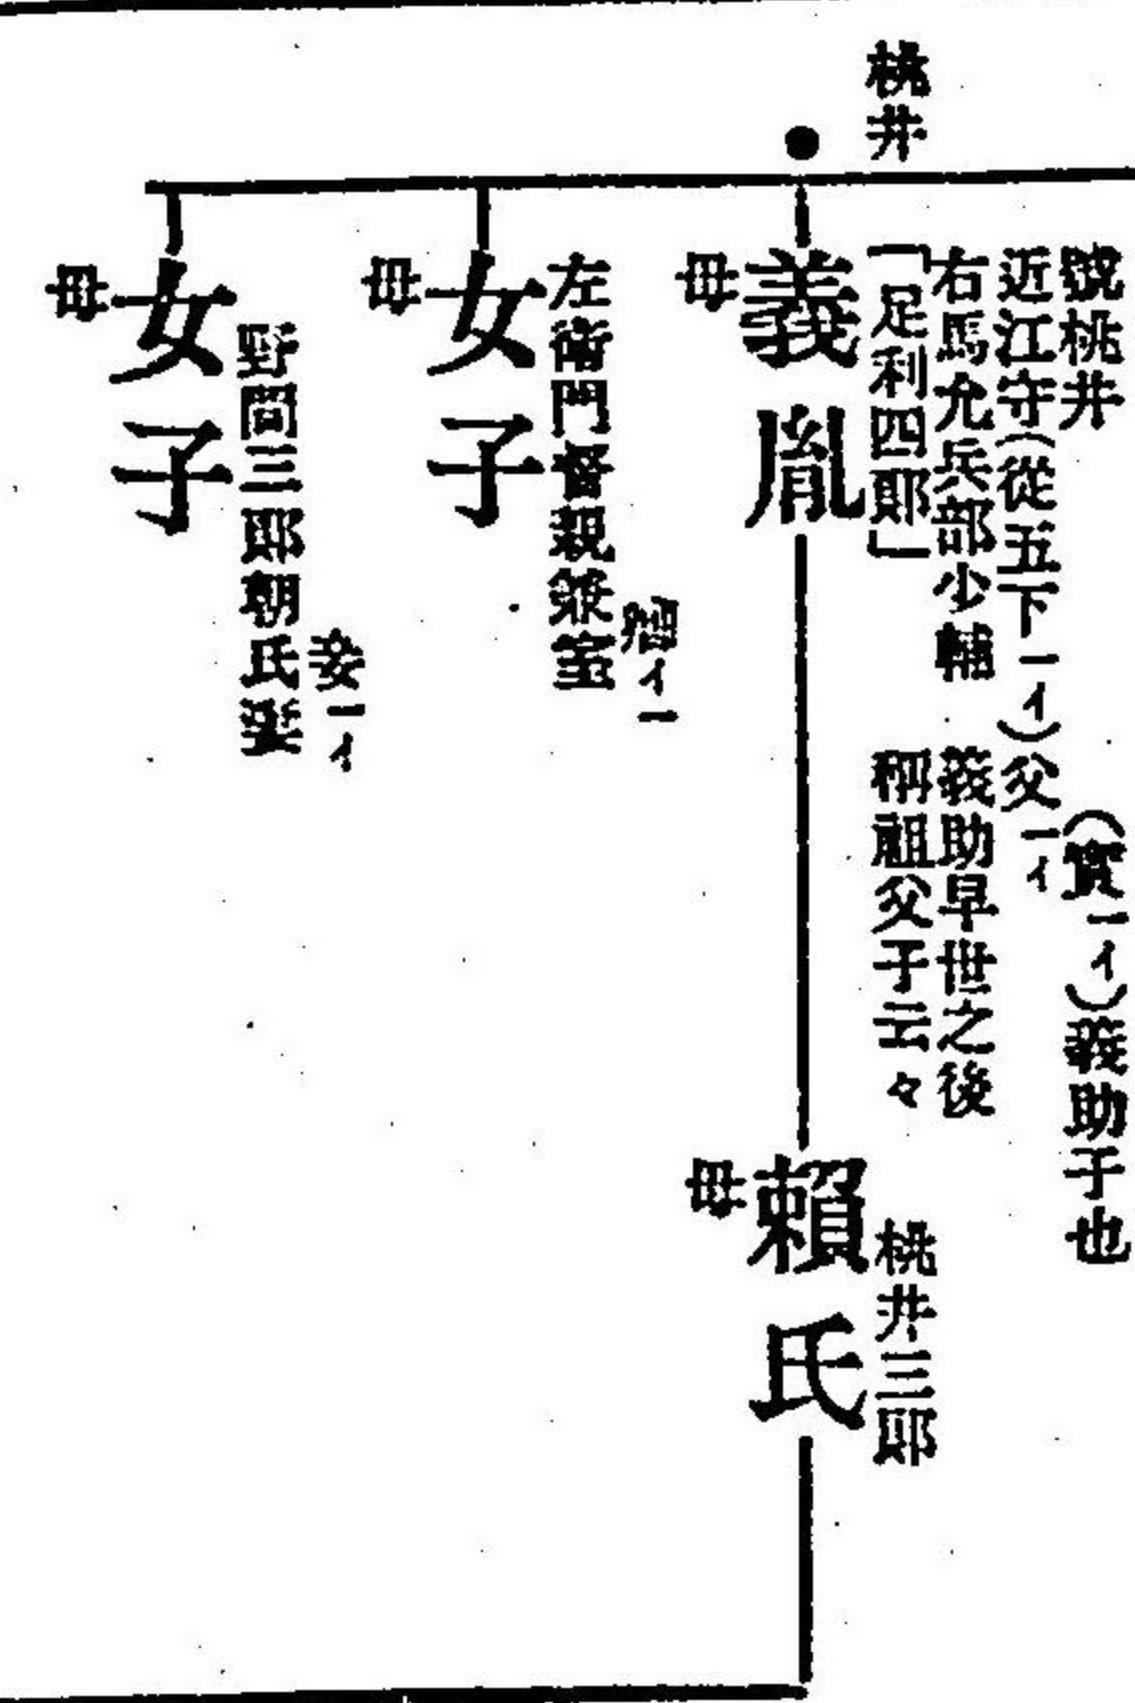 桃井
●
號桃井
(實一イ)義助子也
近江守(從五下一イ)父一イ
右馬允兵部少輔
義助早世之後
「足利四郎」
稱祖父子云々
義胤
母
桃井三郎
賴氏
母
イ一
左衛門督親兼室
女子
母
妾一イ
野間三郎朝氏妻
女子
母